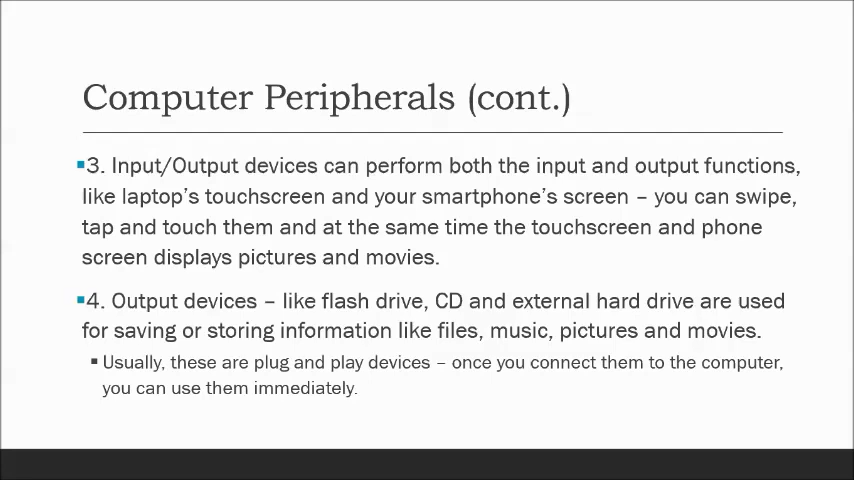 Computer Peripherals (cont.)
▪3. Input/Output devices can perform both the input and output functions,
like laptop’s touchscreen and your smartphone’s screen – you can swipe,
tap and touch them and at the same time the touchscreen and phone
screen displays pictures and movies.
▪4. Output devices – like flash drive, CD and external hard drive are used
for saving or storing information like files, music, pictures and movies.
▪ Usually, these are plug and play devices – once you connect them to the computer,
you can use them immediately.